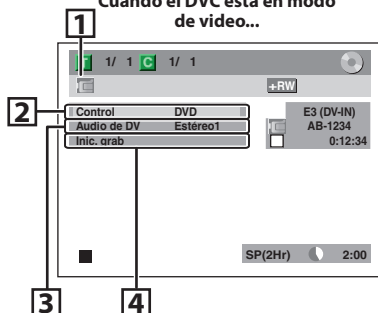 Cuando el DVC está en modo
de video...
1
T 1/ 1 C 1/ 1
+RW
2
Control DVD
Audio de DV Estéreo1
Inic. grab
E3 (DV-IN)
AB-1234
0:12:34
SP(2Hr) 2:00
3 4